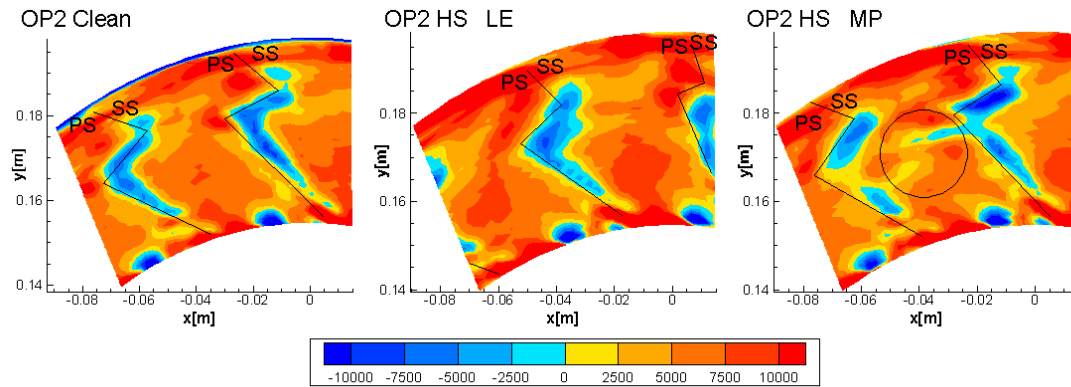 OP2 Clean
OP2 HS LE
OP2 HS MP
PS SS
PS SS
PS SS
PS SS
PS SS
PS SS
y[m]
0.18
0.16
0.14
-0.08 -0.06 -0.04 -0.02 0
x[m]
y[m]
0.18
0.16
0.14
-0.08 -0.06 -0.04 -0.02 0
x[m]
y[m]
0.18
0.16
0.14
-0.08 -0.06 -0.04 -0.02 0
x[m]
-10000 -7500 -5000 -2500 0 2500 5000 7500 10000